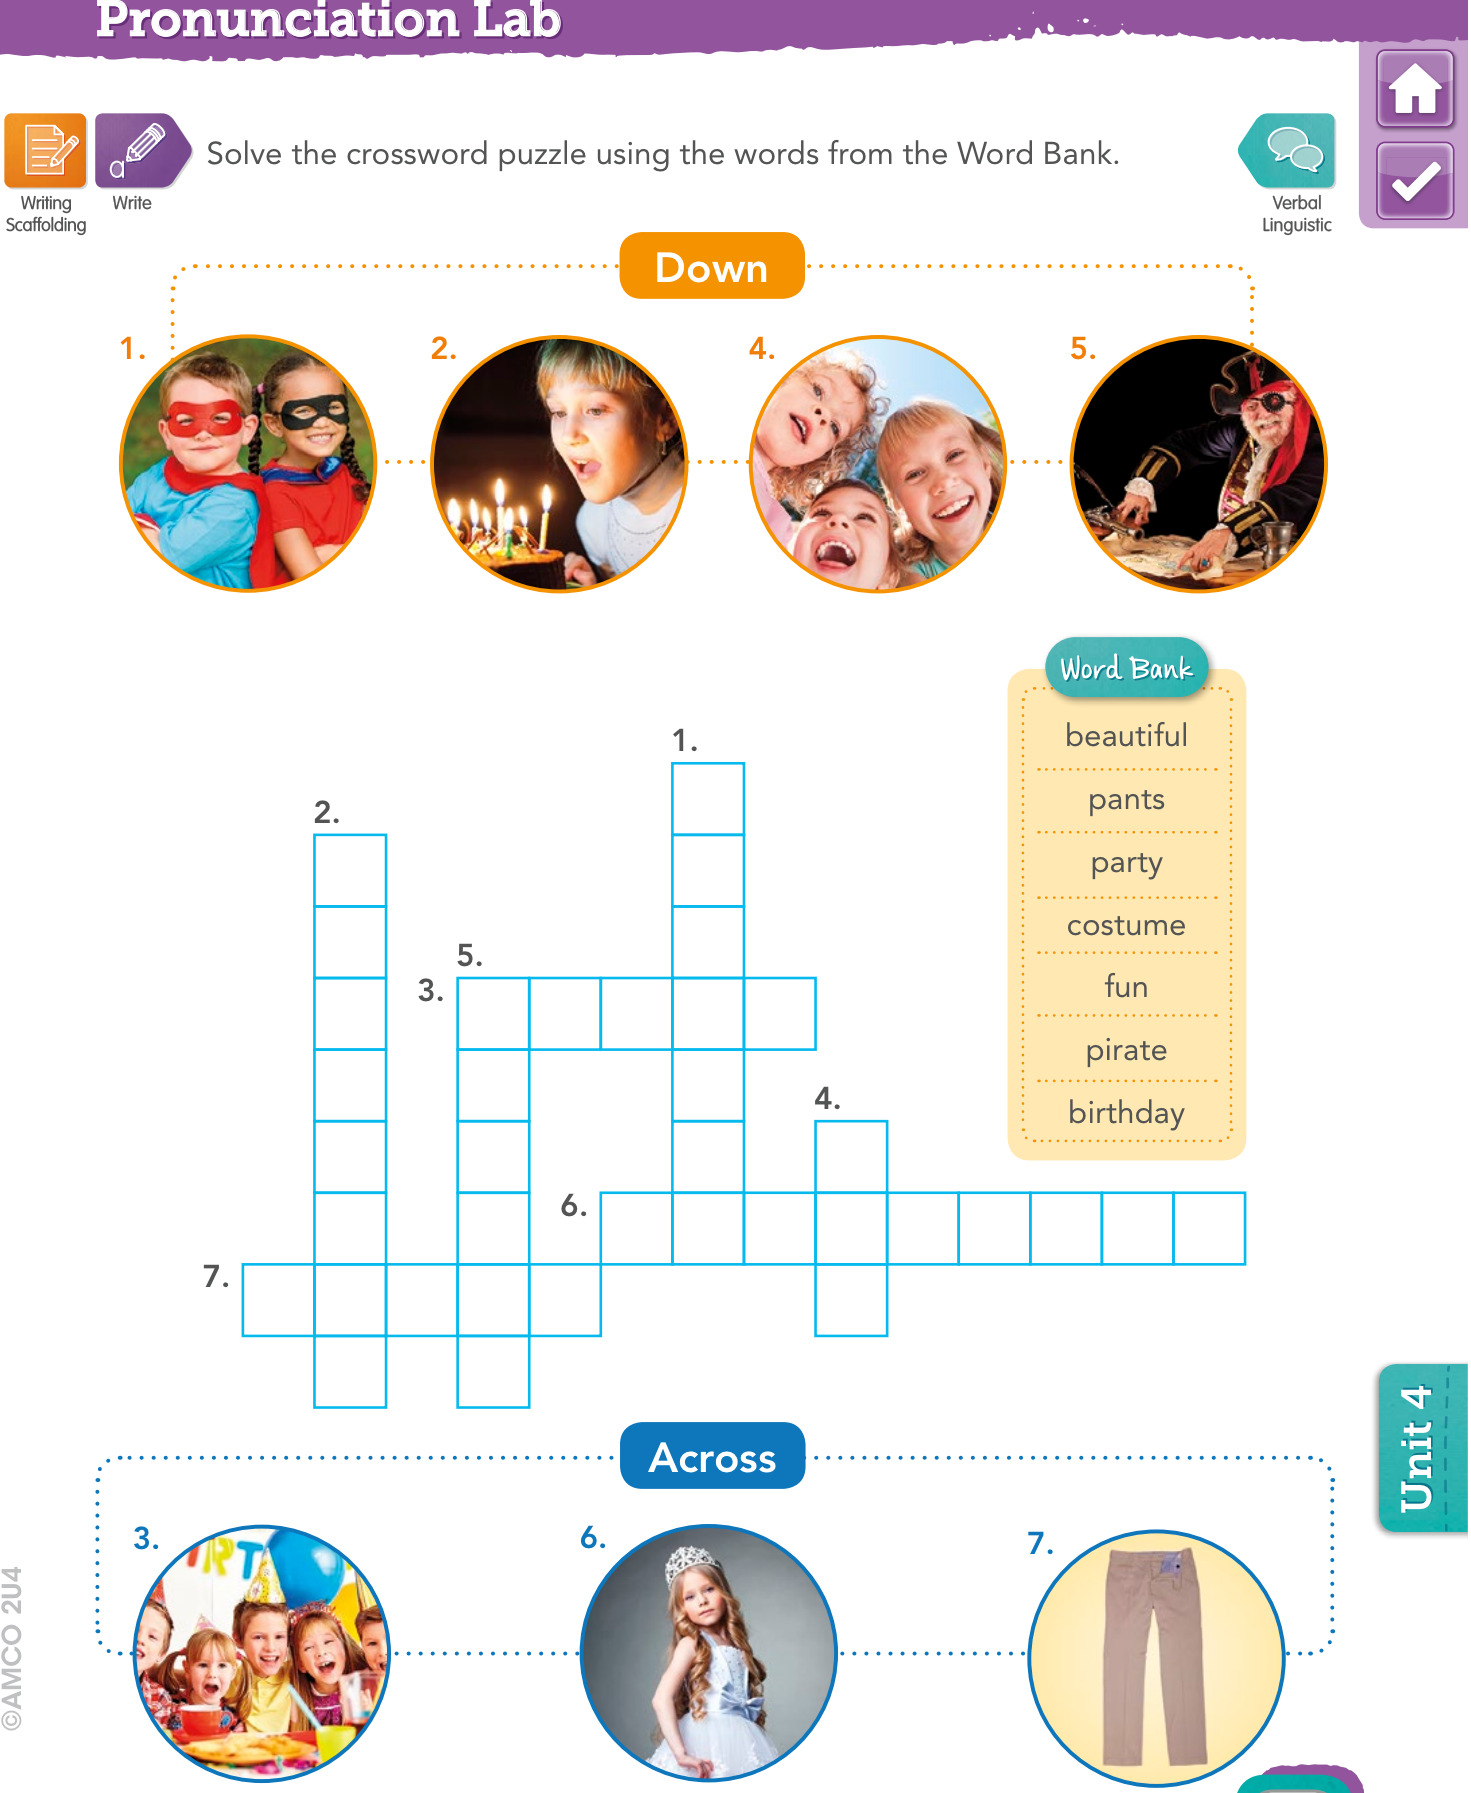 Pronunciation Lab
Solve the crossword puzzle using the words from the Word Bank.
Writing
Scaffolding
Write
Verbal
Linguistic
Down
1.
2.
4.
5.
Word Bank
beautiful
pants
party
costume
fun
pirate
birthday
1.
2.
5.
3.
4.
6.
7.
Across
3.
6.
7.
IRT
Unit 4
©AMCO 2U4